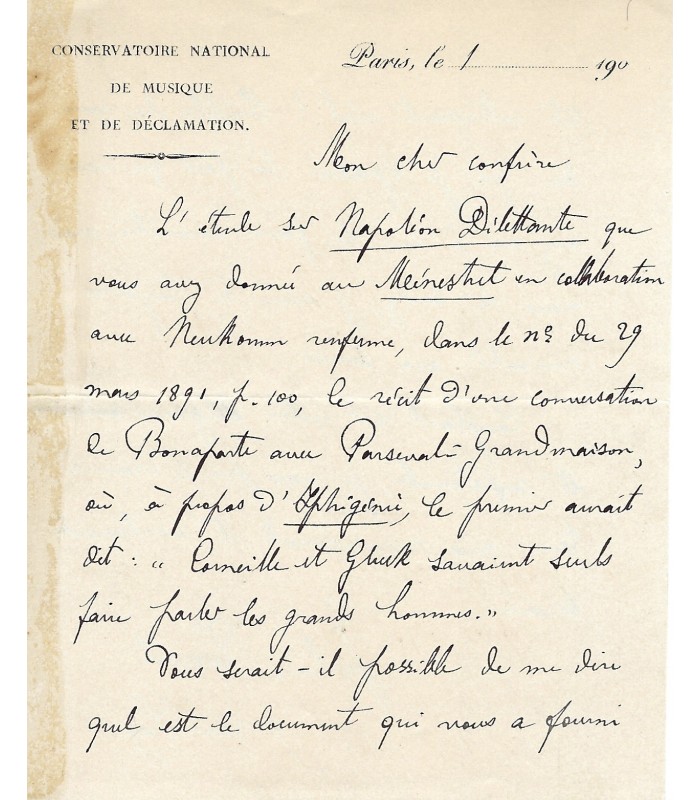 CONSERVATOIRE NATIONAL
DE MUSIQUE
ET DE DÉCLAMATION.
Paris, le 1 190
Mon cher confrère
L'étude sur Napoléon Dilettante que
vous avez donnée au Ménestrel en collaboration
avec Neukomm renferme, dans le nº du 29
mars 1891, p. 100, le récit d'une conversation
de Bonaparte avec Parseval-Grandmaison,
où, à propos d'Iphigénie, le premier aurait
dit : " Corneille et Gluck savaient seuls
faire parler les grands hommes."
Vous serait-il possible de me dire
quel est le document qui vous a fourni